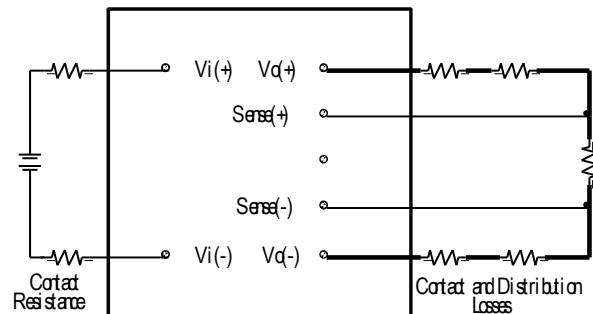 Vi(+) Vo(+)
Sense(+)
Sense(-)
Vi(-) Vo(-)
Contact
Resistance
Contact and Distribution
Losses